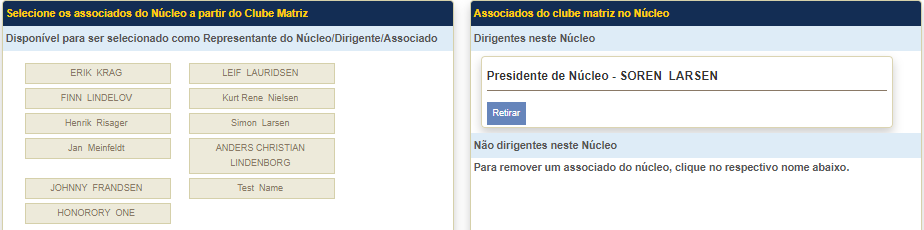 Selecione os associados do Núcleo a partir do Clube Matriz
Disponível para ser selecionado como Representante do Núcleo/Dirigente/Associado
ERIK KRAG
LEIF LAURIDSEN
FINN LINDELOV
Kurt Rene Nielsen
Henrik Risager
Simon Larsen
Jan Meinfeldt
ANDERS CHRISTIAN
LINDENBORG
JOHNNY FRANDSEN
Test Name
HONORORY ONE
Associados do clube matriz no Núcleo
Dirigentes neste Núcleo
Presidente de Núcleo - SOREN LARSEN
Retirar
Não dirigentes neste Núcleo
Para remover um associado do núcleo, clique no respectivo nome abaixo.